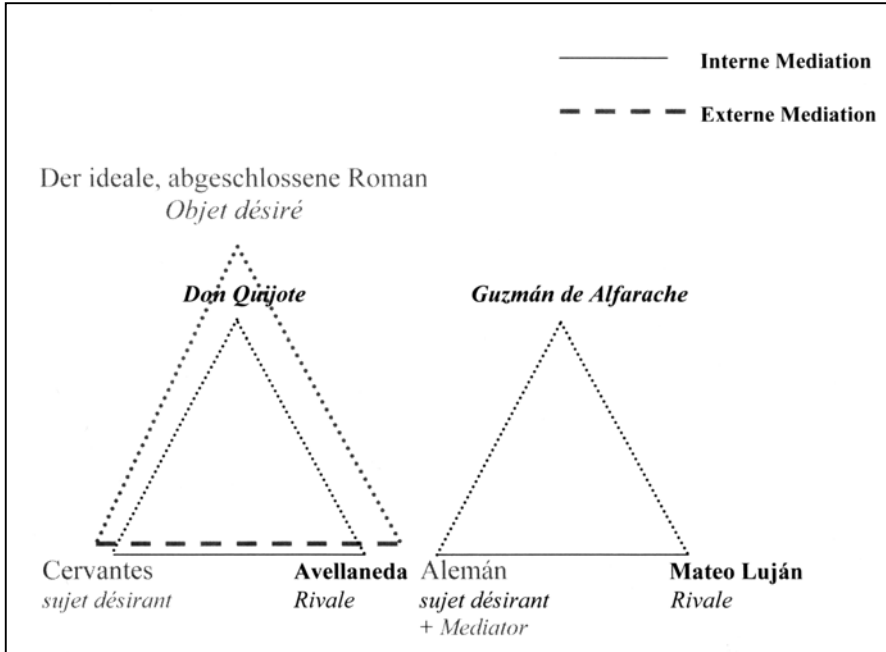 Interne Mediation
Externe Mediation
Der ideale, abgeschlossene Roman
Objet désiré
Don Quijote
Guzmán de Alfarache
Cervantes
sujet désirant
Avellaneda
Rivale
Alemán
sujet désirant
+ Mediator
Mateo Luján
Rivale